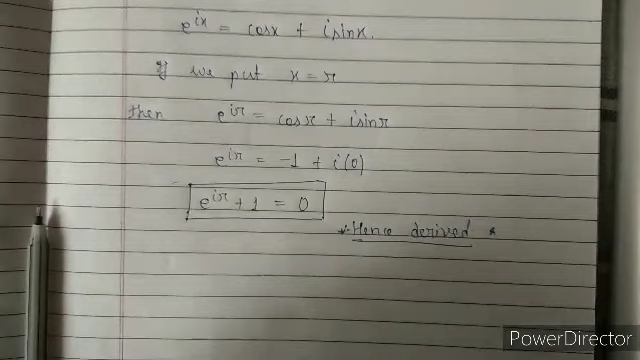 e^{ix} = cosx + isinx.
If we put x = π
then e^{iπ} = cosπ + isinπ
e^{iπ} = -1 + i(0)
e^{iπ} + 1 = 0
* Hence derived *
PowerDirector